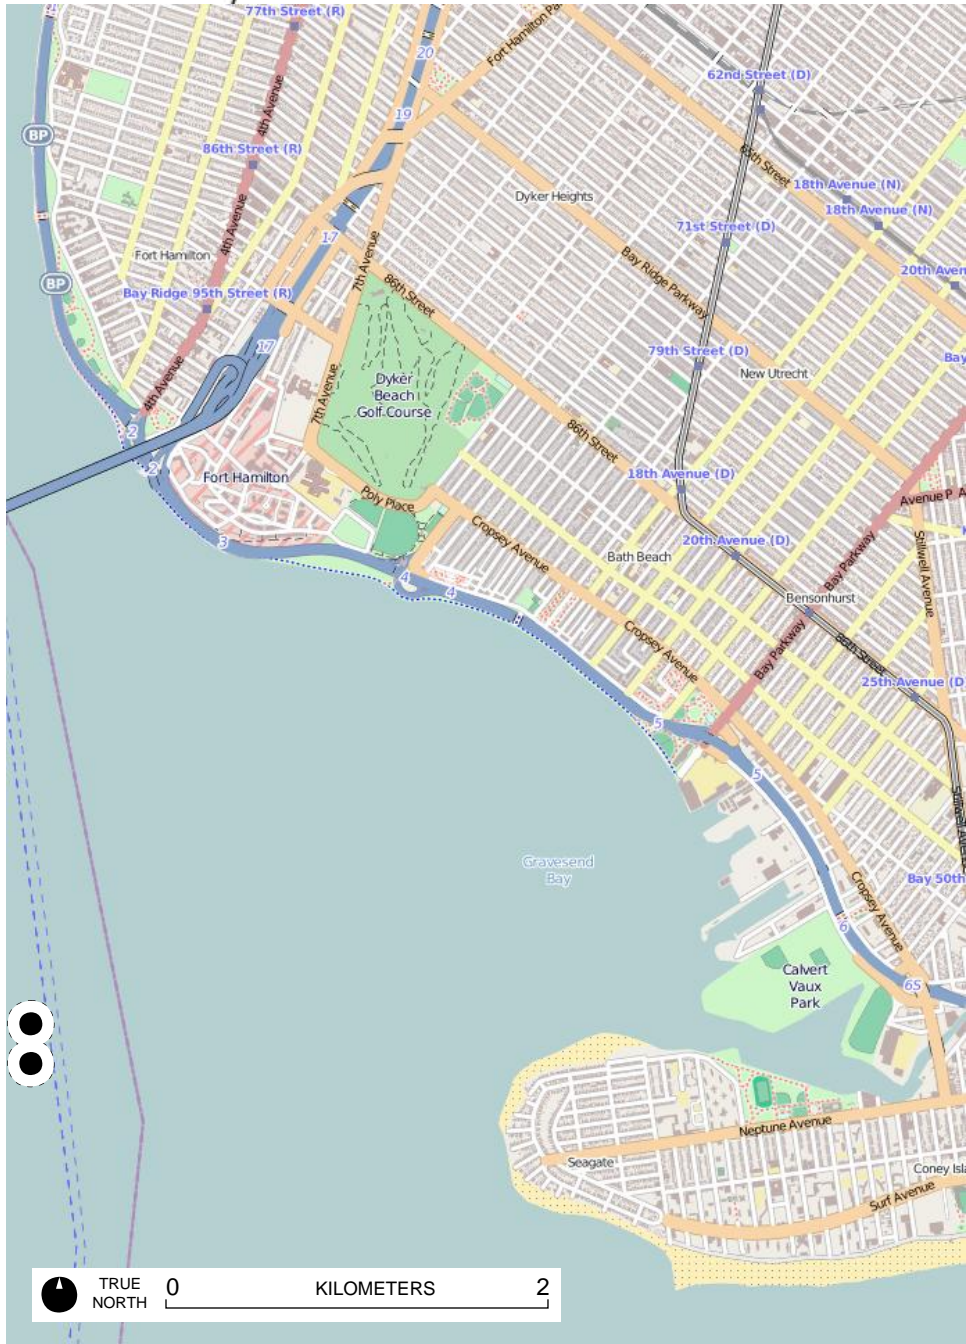 77th Street (R)
20
Fort Hamilton Pa
62nd Street (D)
19
4th Avenue
BP
86th Street (R)
65th Street
18th Avenue (N)
Dyker Heights
18th Avenue (N)
4th Avenue
71st Street (D)
17
Fort Hamilton
7th Avenue
Bay Ridge Parkway
20th Aven
BP
Bay Ridge 95th Street (R)
86th Street
17
79th Street (D)
Bay
New Utrecht
4th Avenue
Dyker
Beach
Golf Course
7th Avenue
2
86th Street
2
Fort Hamilton
18th Avenue (D)
Poly Place
Avenue P
A
Cropsey Avenue
3
20th Avenue (D)
Bath Beach
Stillwell Avenue
Bay Parkway
4
4
Bensonhurst
Cropsey Avenue
Bay Parkway
86th Street
25th Avenue (D
5
5
Stillwell Aven
Gravesend
Bay
Bay 50th
Cropsey Avenue
6
Calvert
Vaux
Park
6S
Neptune Avenue
Seagate
Coney Isla
Surf Avenue
TRUE
NORTH
0 KILOMETERS 2